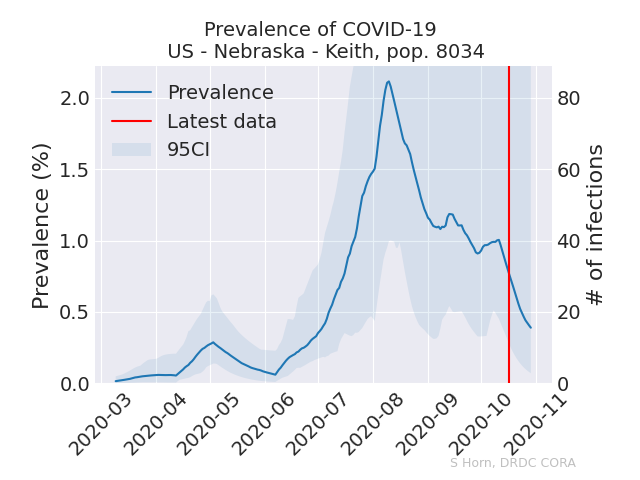 Prevalence of COVID-19
US - Nebraska - Keith, pop. 8034
Prevalence
Latest data
95CI
Prevalence (%)
2.0
1.5
1.0
0.5
0.0
# of infections
80
60
40
20
0
2020-03
2020-04
2020-05
2020-06
2020-07
2020-08
2020-09
2020-10
2020-11
S Horn, DRDC CORA